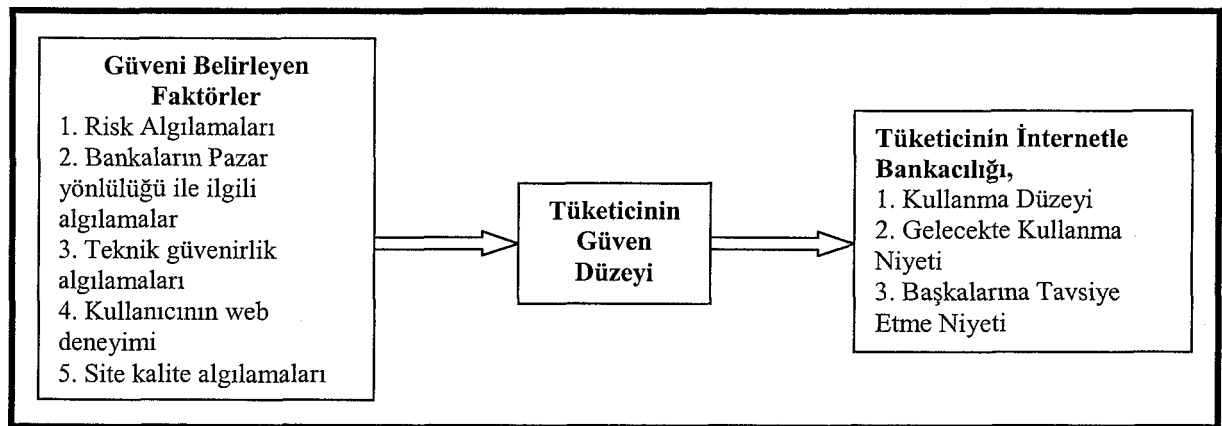 Güveni Belirleyen
Faktörler
1. Risk Algılamaları
2. Bankaların Pazar
yönlülüğü ile ilgili
algılamalar
3. Teknik güvenirlik
algılamaları
4. Kullanıcının web
deneyimi
5. Site kalite algılamaları
Tüketicinin
Güven
Düzeyi
Tüketicinin İnternetle
Bankacılığı,
1. Kullanma Düzeyi
2. Gelecekte Kullanma
Niyeti
3. Başkalarına Tavsiye
Etme Niyeti